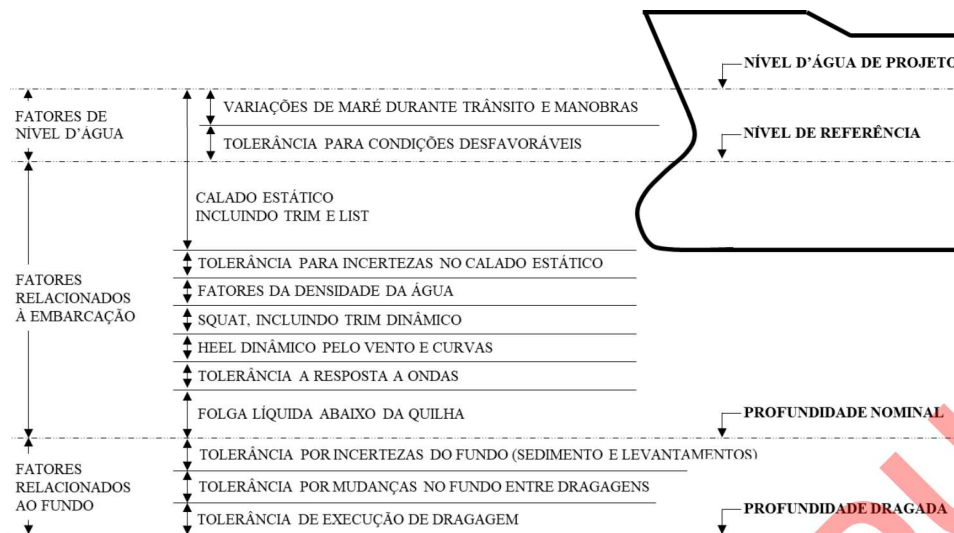 NÍVEL D'ÁGUA DE PROJETO
FATORES DE
NÍVEL D'ÁGUA
VARIAÇÕES DE MARÉ DURANTE TRÂNSITO E MANOBRAS
NÍVEL DE REFERÊNCIA
TOLERÂNCIA PARA CONDIÇÕES DESFAVORÁVEIS
CALADO ESTÁTICO
INCLUINDO TRIM E LIST
FATORES
RELACIONADOS
À EMBARCAÇÃO
TOLERÂNCIA PARA INCERTEZAS NO CALADO ESTÁTICO
FATORES DA DENSIDADE DA ÁGUA
SQUAT, INCLUINDO TRIM DINÂMICO
HEEL DINÂMICO PELO VENTO E CURVAS
TOLERÂNCIA A RESPOSTA A ONDAS
FOLGA LÍQUIDA ABAIXO DA QUILHA
PROFUNDIDADE NOMINAL
FATORES
RELACIONADOS
AO FUNDO
TOLERÂNCIA POR INCERTEZAS DO FUNDO (SEDIMENTO E LEVANTAMENTOS)
TOLERÂNCIA POR MUDANÇAS NO FUNDO ENTRE DRAGAGENS
TOLERÂNCIA DE EXECUÇÃO DE DRAGAGEM
PROFUNDIDADE DRAGADA